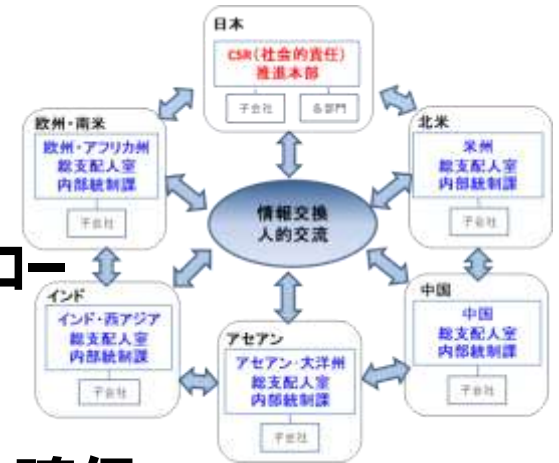 日本
CSR(社会的責任)
推進本部
子会社
各部門
欧州・南米
欧州・アフリカ州
総支配人室
内部統制課
子会社
北米
米州
総支配人室
内部統制課
子会社
情報交換
人的交流
ロー
インド
インド・西アジア
総支配人室
内部統制課
子会社
中国
中国
総支配人室
内部統制課
子会社
アセアン
アセアン・大洋州
総支配人室
内部統制課
子会社